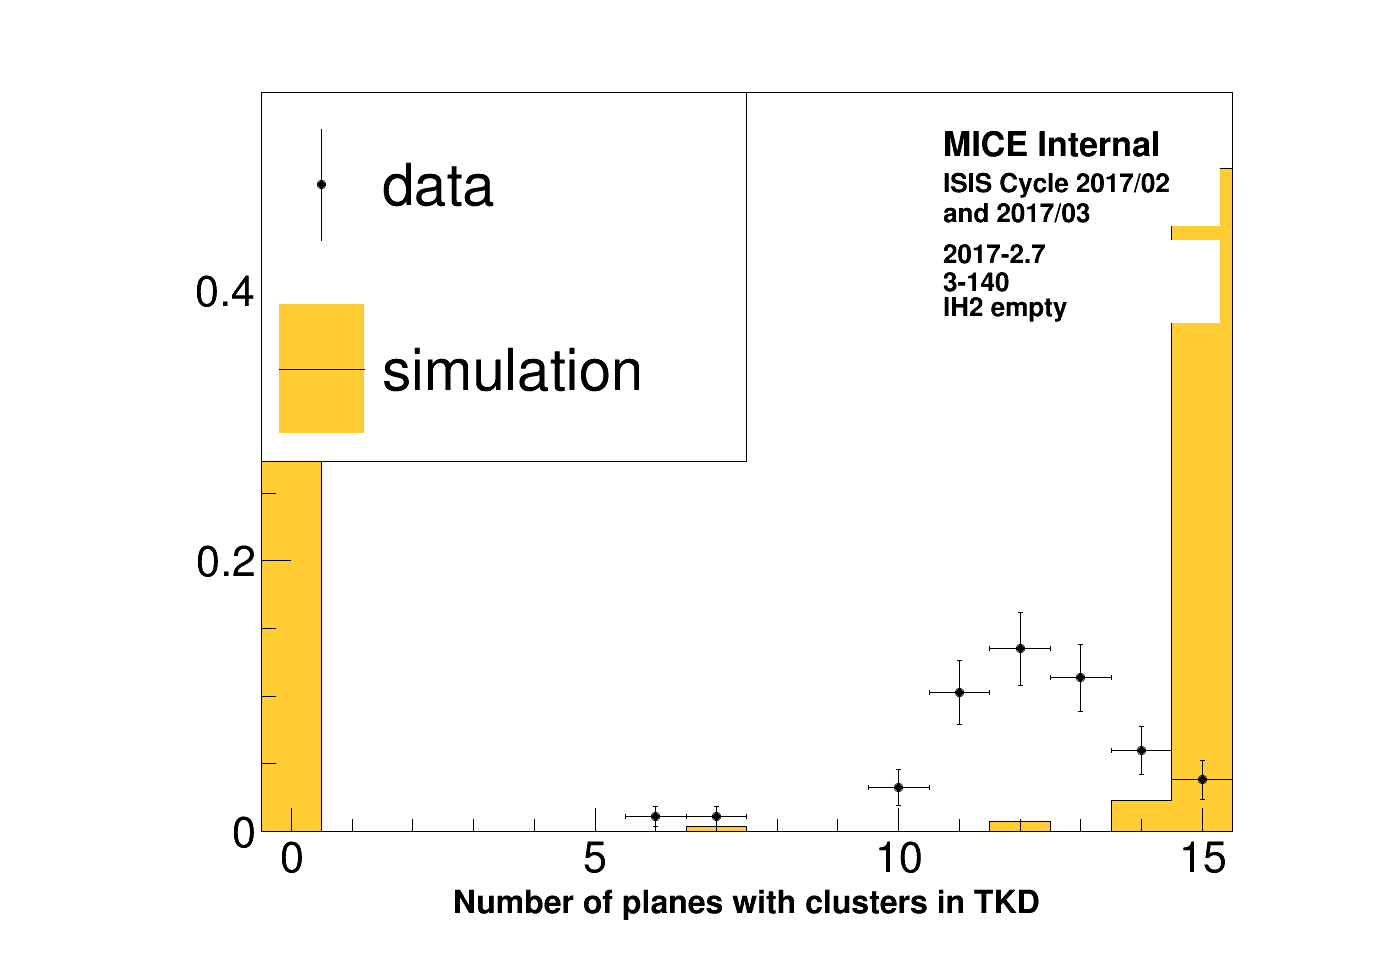 data
simulation
MICE Internal
ISIS Cycle 2017/02
and 2017/03
2017-2.7
3-140
IH2 empty
0.4
0.2
0
0 5 10 15
Number of planes with clusters in TKD